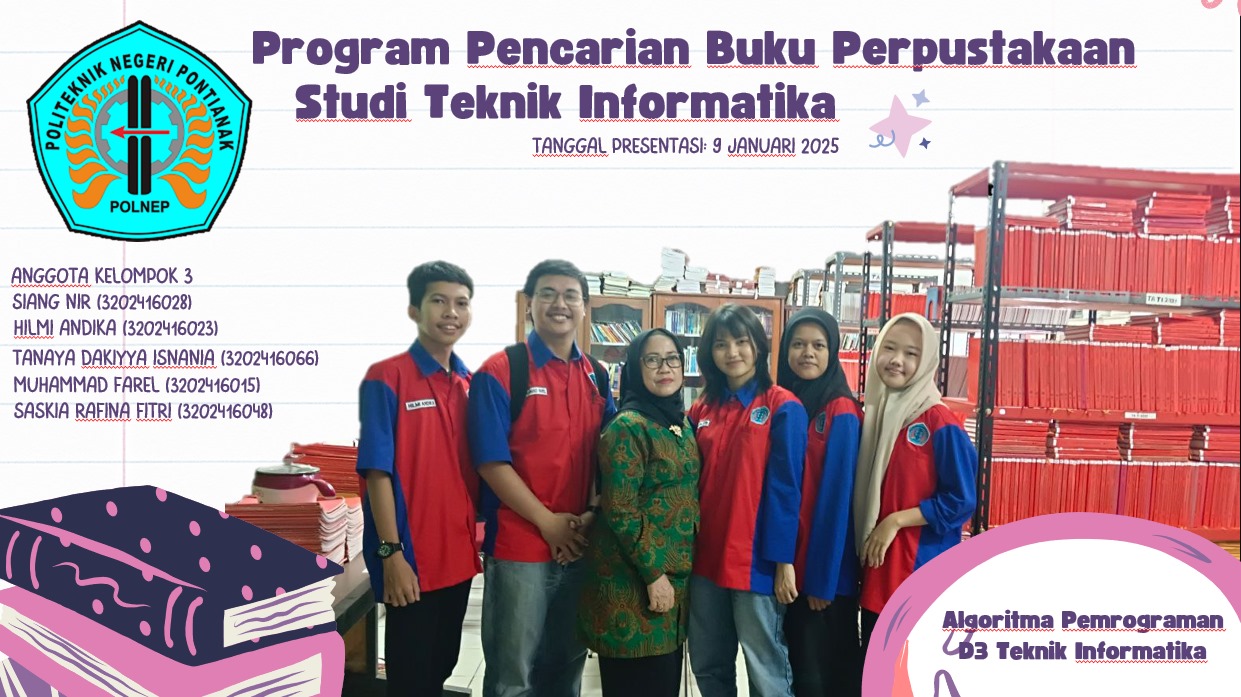 Program Pencarian Buku Perpustakaan
Studi Teknik Informatika
TANGGAL PRESENTASI: 9 JANUARI 2025
POLITEKNIK NEGERI PONTIANAK
POLNEP
ANGGOTA KELOMPOK 3
SIANG NIR (3202416028)
HILMI ANDIKA (3202416023)
TANAYA DAKIYYA ISNANIA (3202416066)
MUHAMMAD FAREL (3202416015)
SASKIA RAFINA FITRI (3202416048)
HILMI ANDIKA
Algoritma Pemrograman
D3 Teknik Informatika